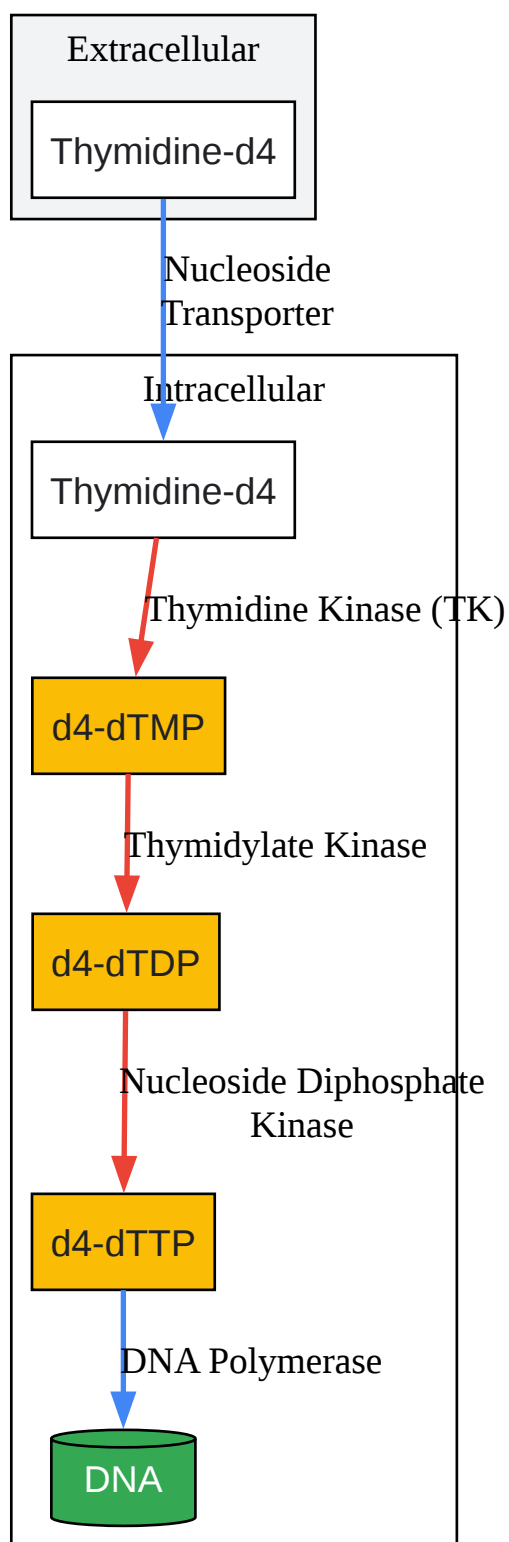 Extracellular
Thymidine-d4
Nucleoside
Transporter
Intracellular
Thymidine-d4
Thymidine Kinase (TK)
d4-dTMP
Thymidylate Kinase
d4-dTDP
Nucleoside Diphosphate
Kinase
d4-dTTP
DNA Polymerase
DNA